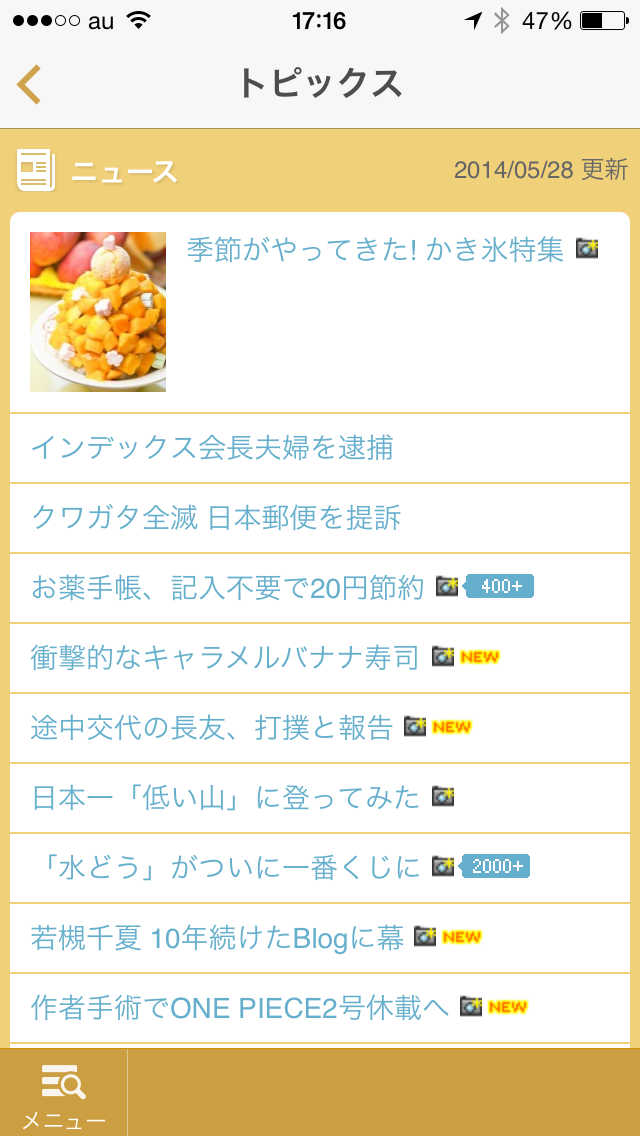 au 17:16 47%
トピックス
ニュース 2014/05/28 更新
季節がやってきた! かき氷特集
インデックス会長夫婦を逮捕
クワガタ全滅 日本郵便を提訴
お薬手帳、記入不要で20円節約 400+
衝撃的なキャラメルバナナ寿司 NEW
途中交代の長友、打撲と報告 NEW
日本一「低い山」に登ってみた
「水どう」がついに一番くじに 2000+
若槻千夏 10年続けたBlogに幕 NEW
作者手術でONE PIECE2号休載へ NEW
メニュー